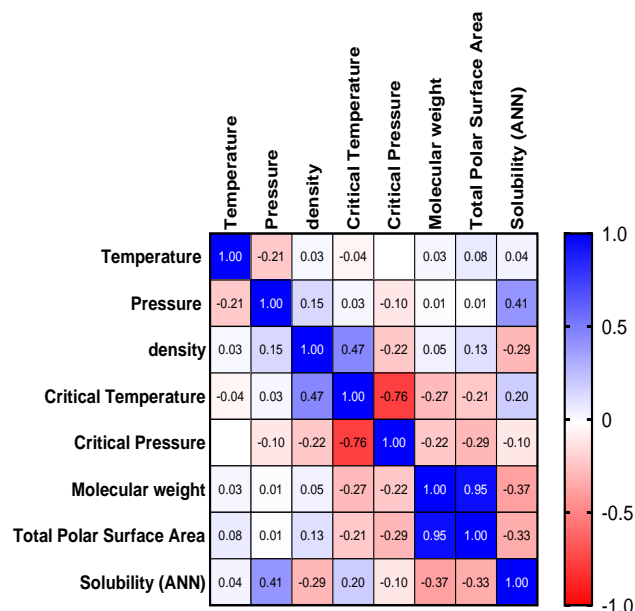 Temperature
Pressure
density
Critical Temperature
Critical Pressure
Molecular weight
Total Polar Surface Area
Solubility (ANN)
Temperature 1.00 -0.21 0.03 -0.04 0.03 0.08 0.04
Pressure -0.21 1.00 0.15 0.03 -0.10 0.01 0.01 0.41
density 0.03 0.15 1.00 0.47 -0.22 0.05 0.13 -0.29
Critical Temperature -0.04 0.03 0.47 1.00 -0.76 -0.27 -0.21 0.20
Critical Pressure -0.10 -0.22 -0.76 1.00 -0.22 -0.29 -0.10
Molecular weight 0.03 0.01 0.05 -0.27 -0.22 1.00 0.95 -0.37
Total Polar Surface Area 0.08 0.01 0.13 -0.21 -0.29 0.95 1.00 -0.33
Solubility (ANN) 0.04 0.41 -0.29 0.20 -0.10 -0.37 -0.33 1.00
1.0
0.5
0
-0.5
-1.0